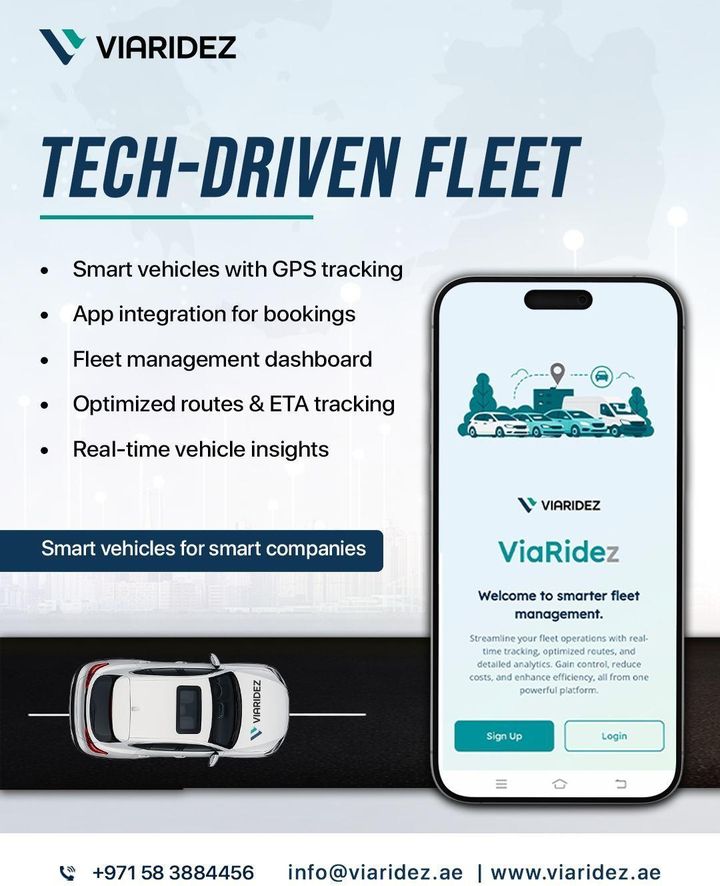 VIARIDEZ
TECH-DRIVEN FLEET
• Smart vehicles with GPS tracking
• App integration for bookings
• Fleet management dashboard
• Optimized routes & ETA tracking
• Real-time vehicle insights
Smart vehicles for smart companies
VIARIDEZ
VIARIDEZ
ViaRidez
Welcome to smarter fleet
management.
Streamline your fleet operations with real-
time tracking, optimized routes, and
detailed analytics. Gain control, reduce
costs, and enhance efficiency, all from one
powerful platform.
Sign Up
Login
+971 58 3884456
info@viaridez.ae | www.viaridez.ae